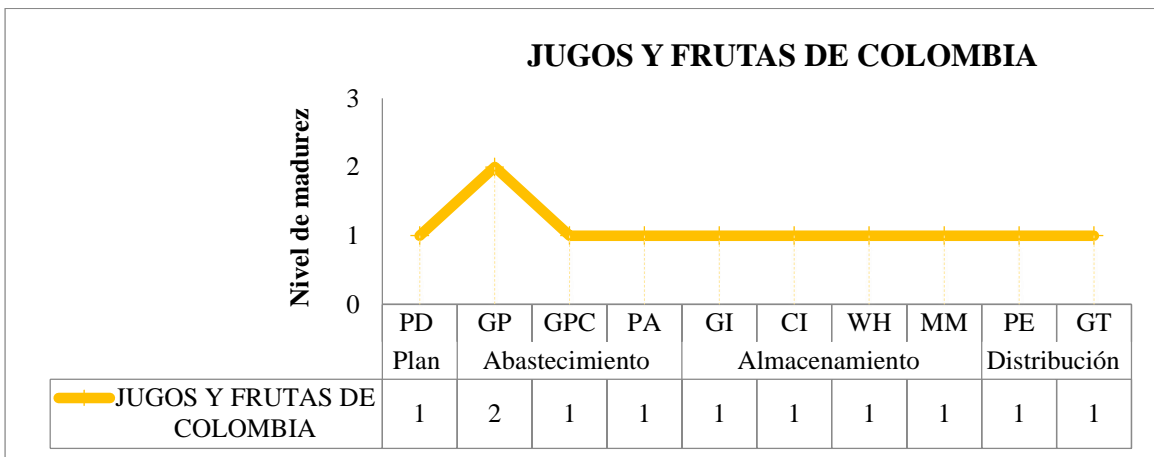 JUGOS Y FRUTAS DE COLOMBIA
Nivel de madurez
3
2
1
0
PD GP GPC PA GI CI WH MM PE GT
Plan Abastecimiento Almacenamiento Distribución
JUGOS Y FRUTAS DE
COLOMBIA
1 2 1 1 1 1 1 1 1 1